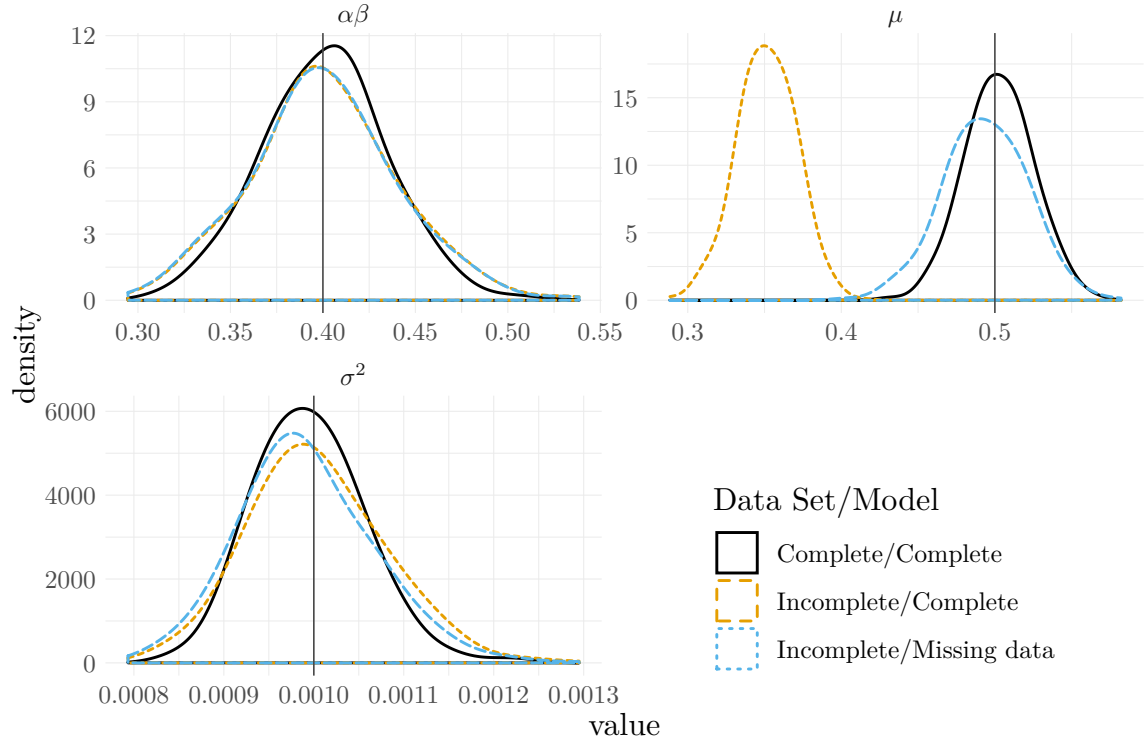 αβ
μ
12
9
6
3
0
15
10
5
0
0.30 0.35 0.40 0.45 0.50 0.55
0.3 0.4 0.5
density
σ²
6000
4000
2000
0
0.0008 0.0009 0.0010 0.0011 0.0012 0.0013
value
Data Set/Model
Complete/Complete
Incomplete/Complete
Incomplete/Missing data